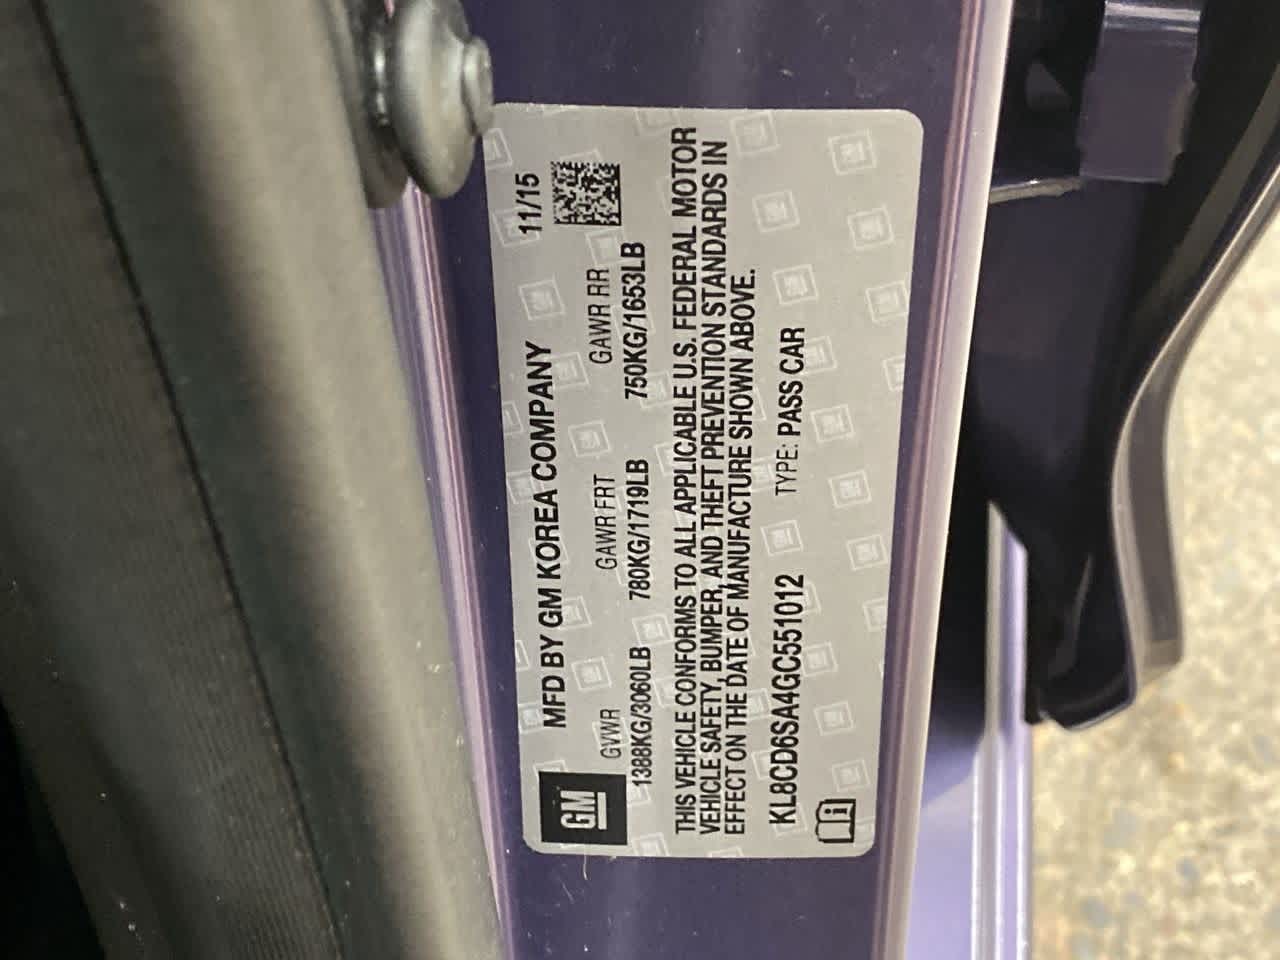 GM
MFD BY GM KOREA COMPANY 11/15
GVWR GAWR FRT GAWR RR
1388KG/3060LB 780KG/1719LB 750KG/1653LB
THIS VEHICLE CONFORMS TO ALL APPLICABLE U.S. FEDERAL MOTOR
VEHICLE SAFETY, BUMPER, AND THEFT PREVENTION STANDARDS IN
EFFECT ON THE DATE OF MANUFACTURE SHOWN ABOVE.
KL8CD6SA4GC551012 TYPE: PASS CAR